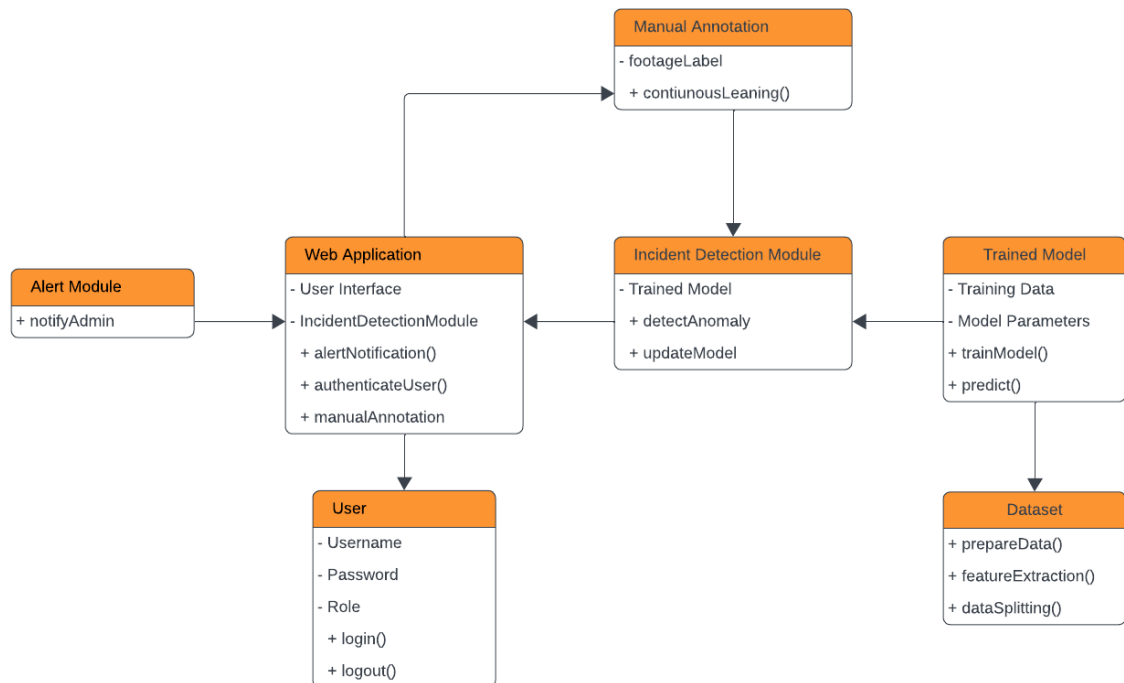 Manual Annotation
- footageLabel
+ contiunousLeaning()
Web Application
- User Interface
- IncidentDetectionModule
+ alertNotification()
+ authenticateUser()
+ manualAnnotation
Incident Detection Module
- Trained Model
+ detectAnomaly
+ updateModel
Trained Model
- Training Data
- Model Parameters
+ trainModel()
+ predict()
Alert Module
+ notifyAdmin
User
- Username
- Password
- Role
+ login()
+ logout()
Dataset
+ prepareData()
+ featureExtraction()
+ dataSplitting()